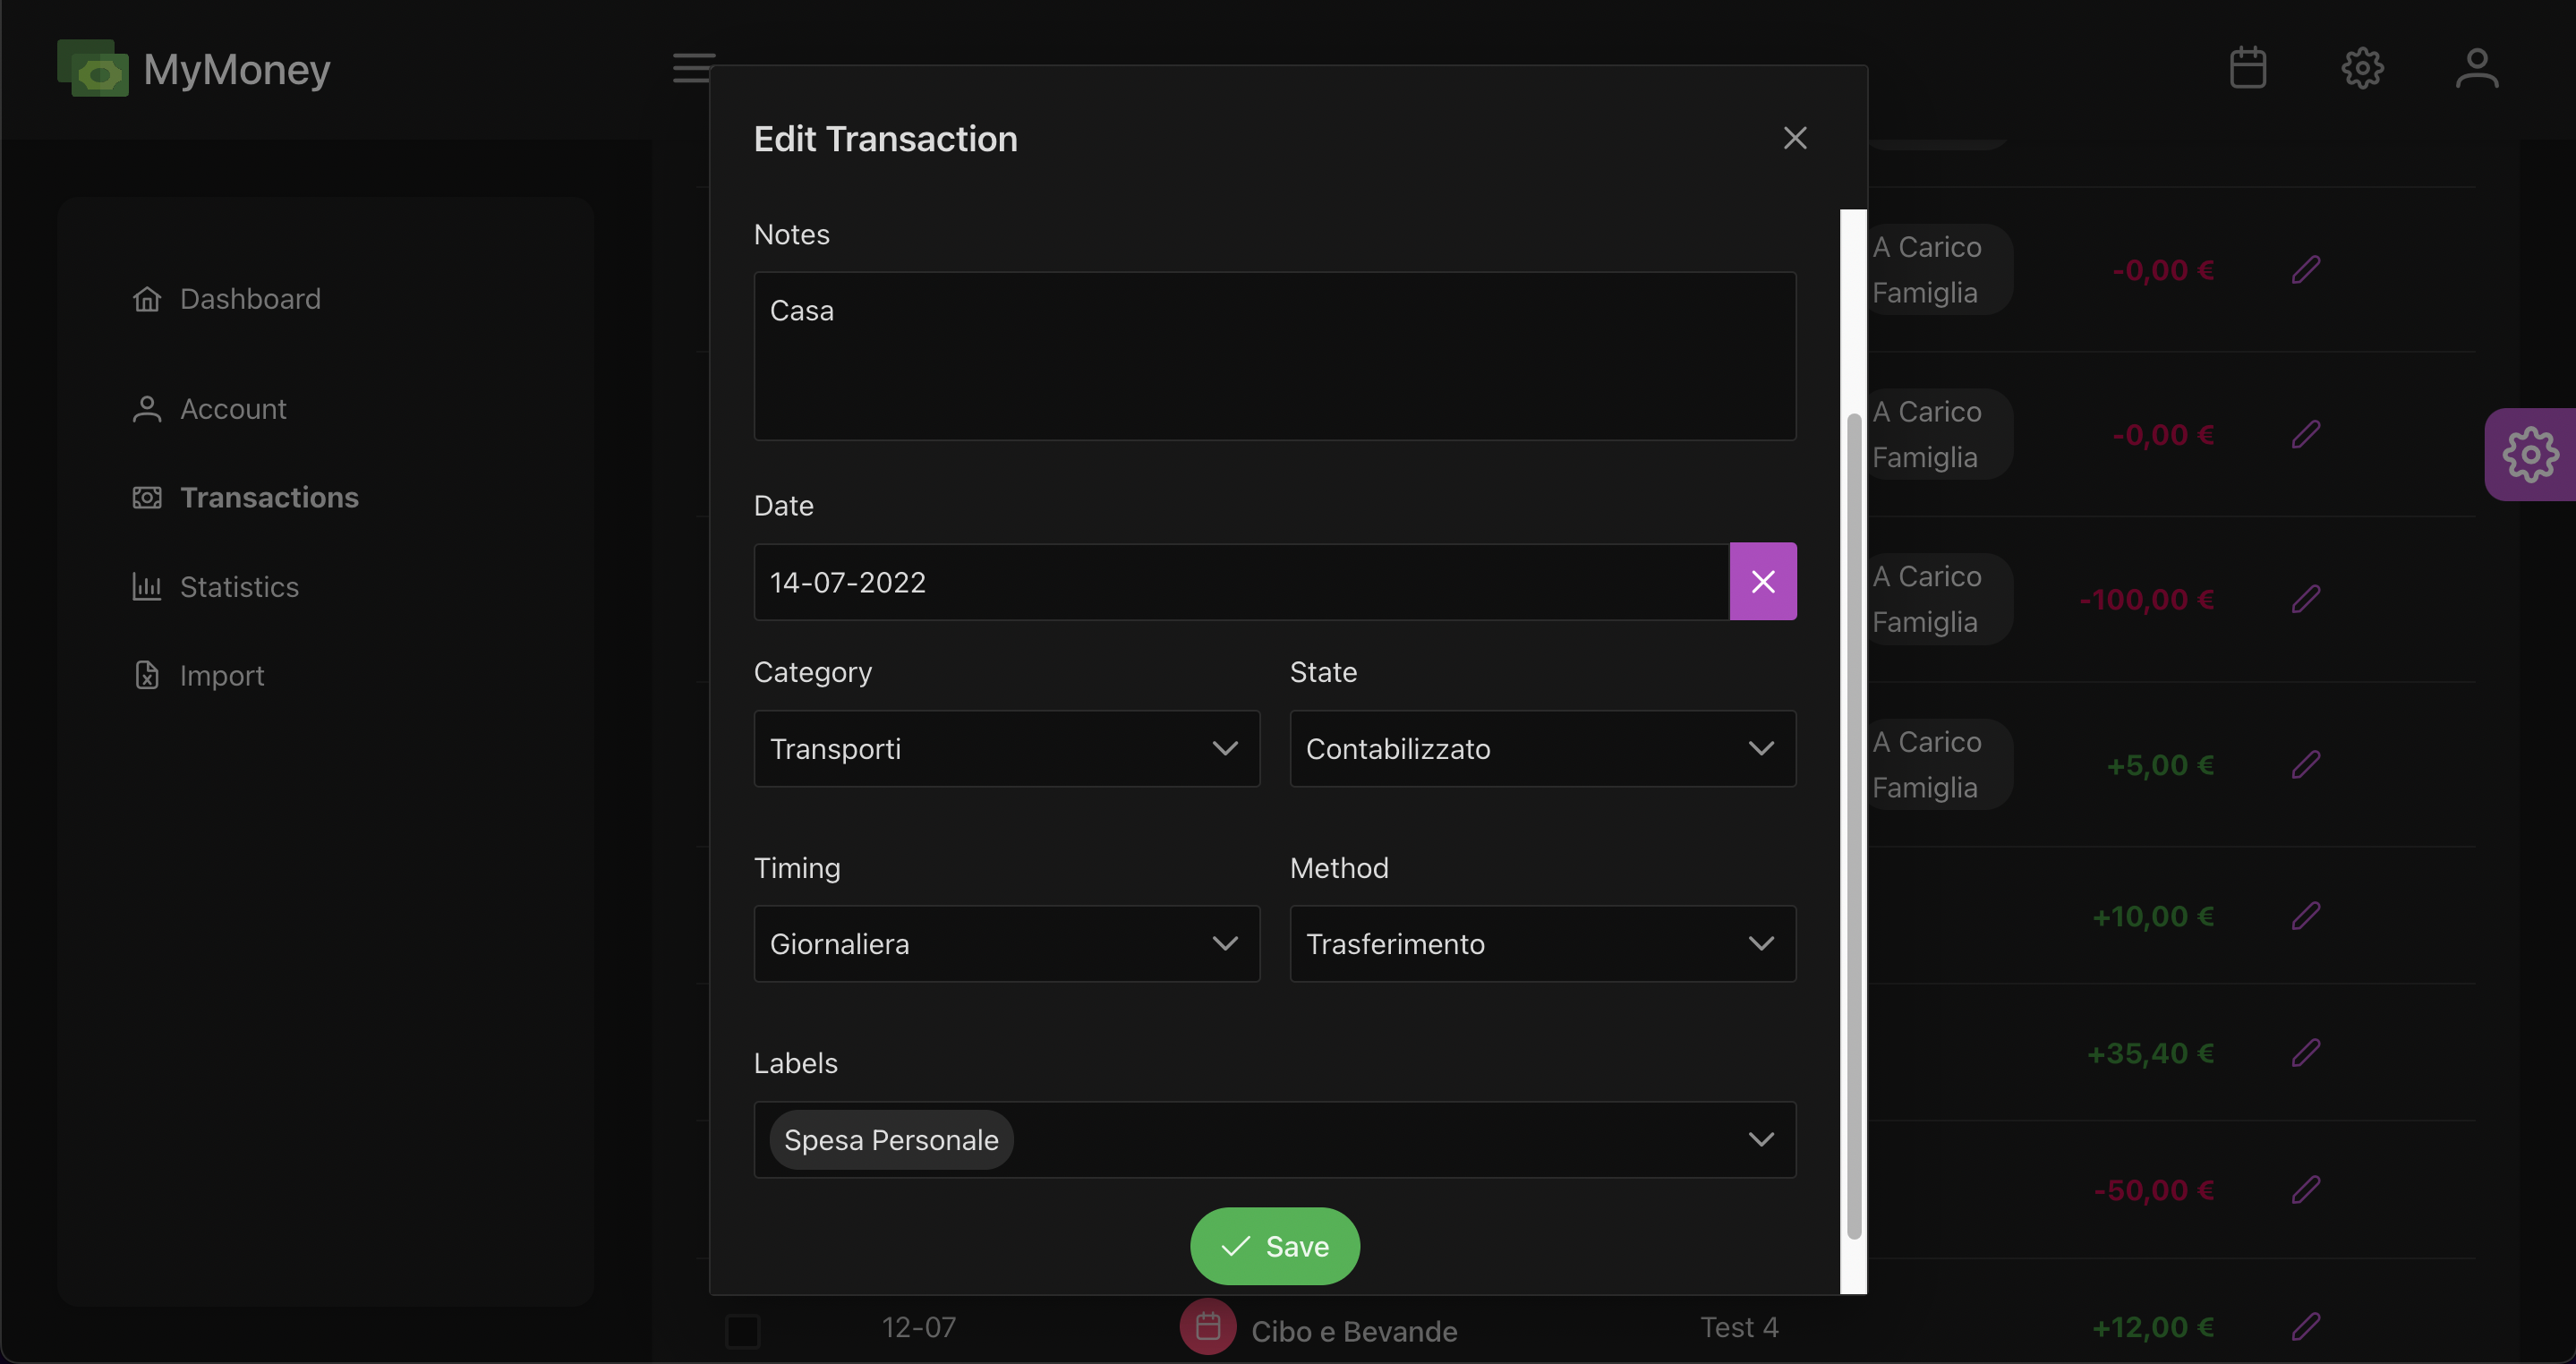 MyMoney
Dashboard
Account
Transactions
Statistics
Import
Edit Transaction
Notes
Casa
Date
14-07-2022
Category
State
Transporti
Contabilizzato
Timing
Method
Giornaliera
Trasferimento
Labels
Spesa Personale
Save
A Carico
Famiglia
-0,00 €
A Carico
Famiglia
-0,00 €
A Carico
Famiglia
-100,00 €
A Carico
Famiglia
+5,00 €
+10,00 €
+35,40 €
-50,00 €
12-07
Cibo e Bevande
Test 4
+12,00 €